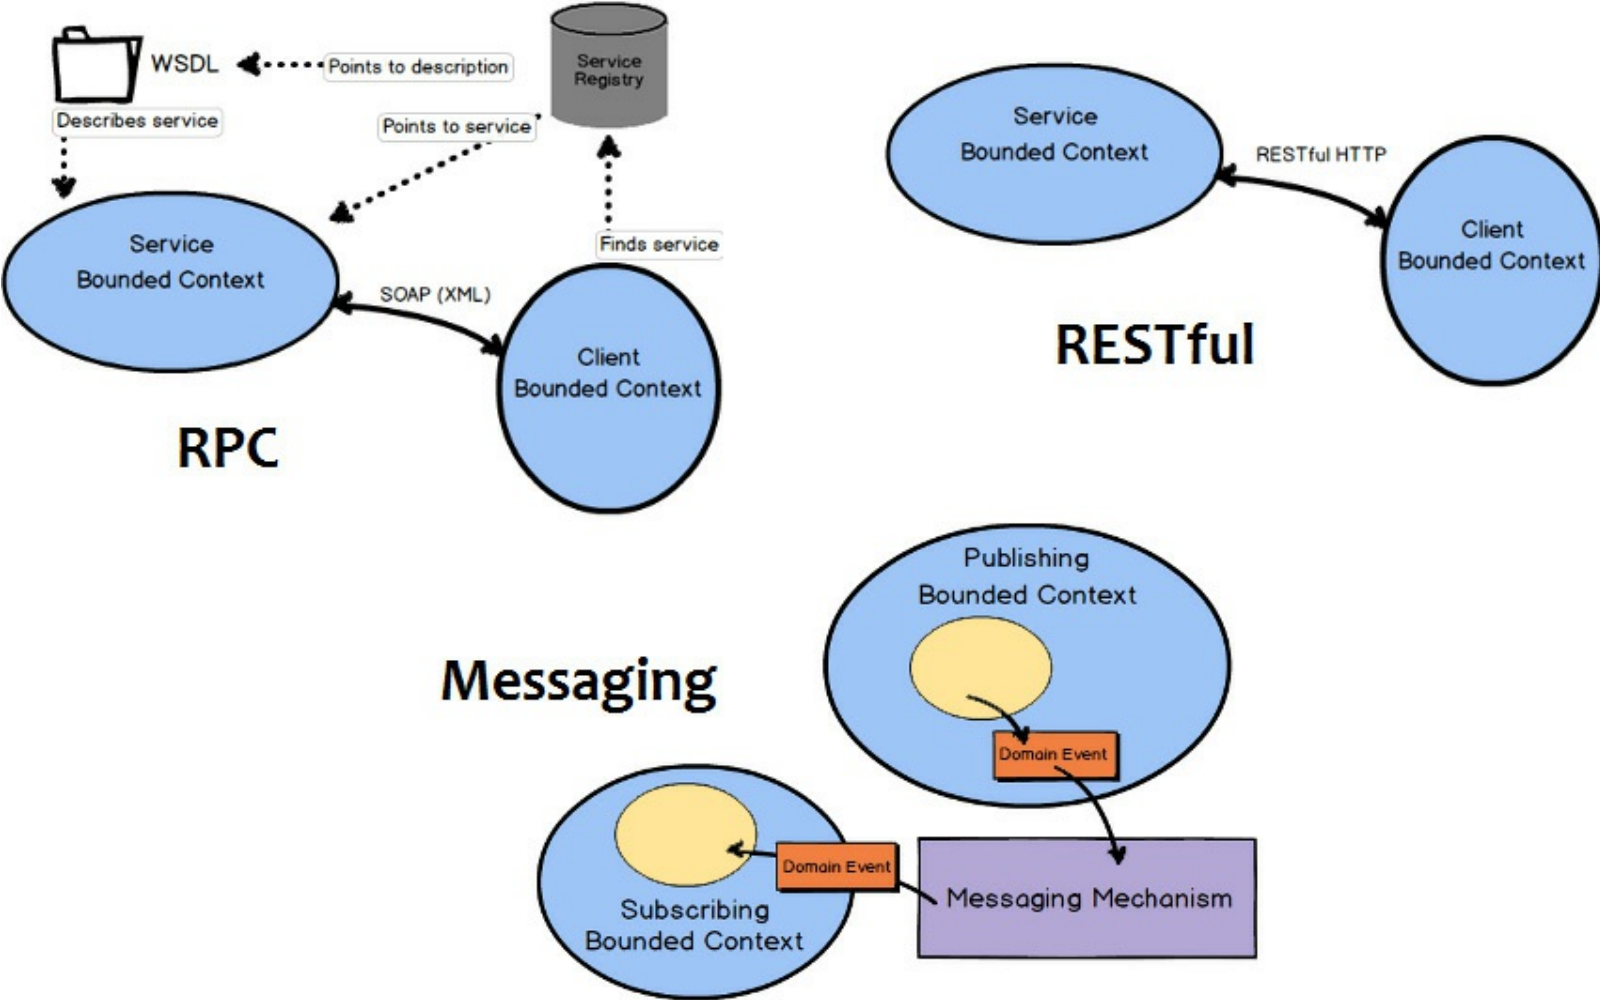 WSDL
Points to description
Service
Registry
Describes service
Points to service
Finds service
Service
Bounded Context
SOAP (XML)
Client
Bounded Context
RPC
Service
Bounded Context
RESTful HTTP
Client
Bounded Context
RESTful
Messaging
Publishing
Bounded Context
Domain Event
Domain Event
Messaging Mechanism
Subscribing
Bounded Context